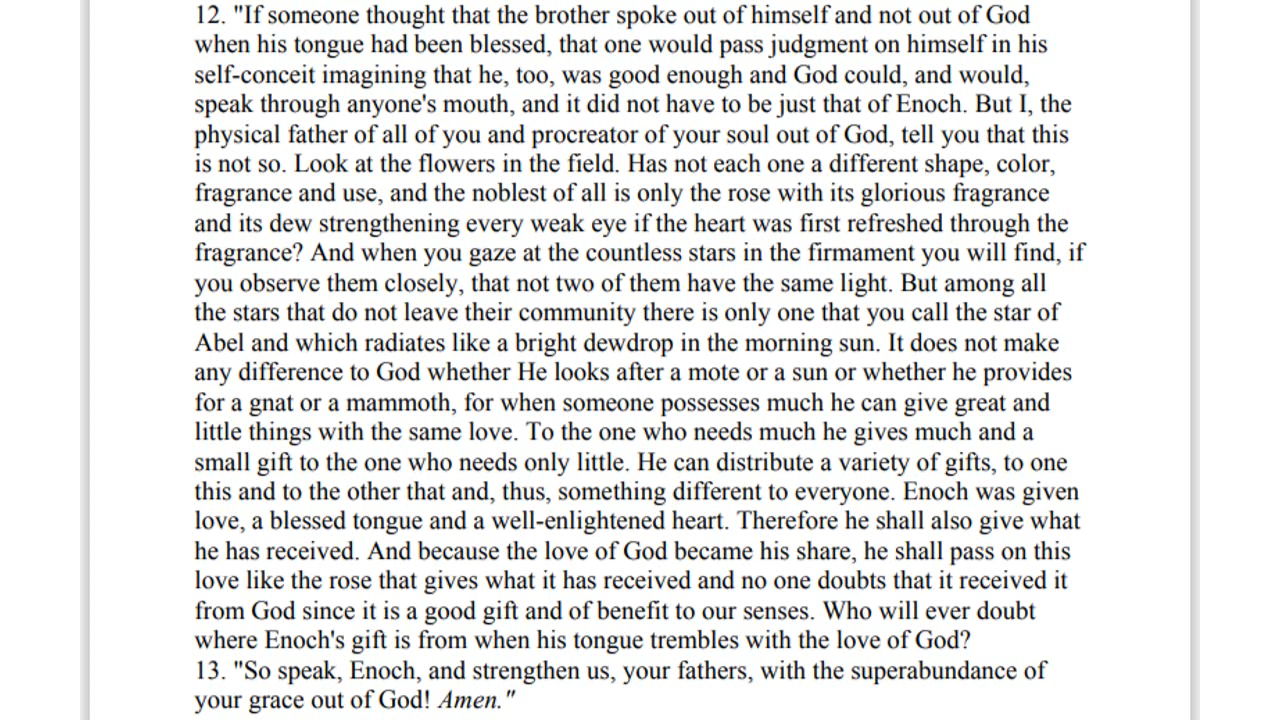 12. "If someone thought that the brother spoke out of himself and not out of God
when his tongue had been blessed, that one would pass judgment on himself in his
self-conceit imagining that he, too, was good enough and God could, and would,
speak through anyone's mouth, and it did not have to be just that of Enoch. But I, the
physical father of all of you and procreator of your soul out of God, tell you that this
is not so. Look at the flowers in the field. Has not each one a different shape, color,
fragrance and use, and the noblest of all is only the rose with its glorious fragrance
and its dew strengthening every weak eye if the heart was first refreshed through the
fragrance? And when you gaze at the countless stars in the firmament you will find, if
you observe them closely, that not two of them have the same light. But among all
the stars that do not leave their community there is only one that you call the star of
Abel and which radiates like a bright dewdrop in the morning sun. It does not make
any difference to God whether He looks after a mote or a sun or whether he provides
for a gnat or a mammoth, for when someone possesses much he can give great and
little things with the same love. To the one who needs much he gives much and a
small gift to the one who needs only little. He can distribute a variety of gifts, to one
this and to the other that and, thus, something different to everyone. Enoch was given
love, a blessed tongue and a well-enlightened heart. Therefore he shall also give what
he has received. And because the love of God became his share, he shall pass on this
love like the rose that gives what it has received and no one doubts that it received it
from God since it is a good gift and of benefit to our senses. Who will ever doubt
where Enoch's gift is from when his tongue trembles with the love of God?
13. "So speak, Enoch, and strengthen us, your fathers, with the superabundance of
your grace out of God! Amen."